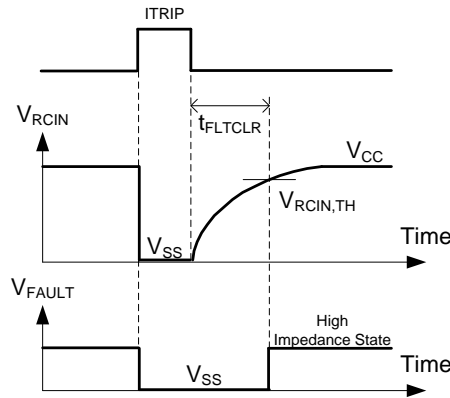 ITRIP
VRCIN
tFLTCLR
VCC
VRCIN,TH
VSS
Time
VFAULT
High
Impedance State
VSS
Time